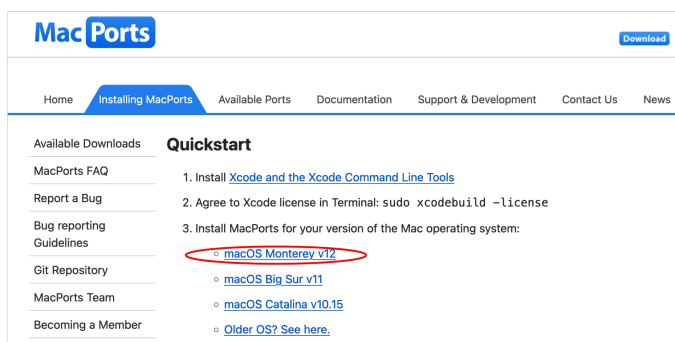 MacPorts
Download
Home Installing MacPorts Available Ports Documentation Support & Development Contact Us News
Available Downloads
MacPorts FAQ
Report a Bug
Bug reporting
Guidelines
Git Repository
MacPorts Team
Becoming a Member
Quickstart
1. Install Xcode and the Xcode Command Line Tools
2. Agree to Xcode license in Terminal: sudo xcodebuild -license
3. Install MacPorts for your version of the Mac operating system:
◦ macOS Monterey v12
◦ macOS Big Sur v11
◦ macOS Catalina v10.15
◦ Older OS? See here.